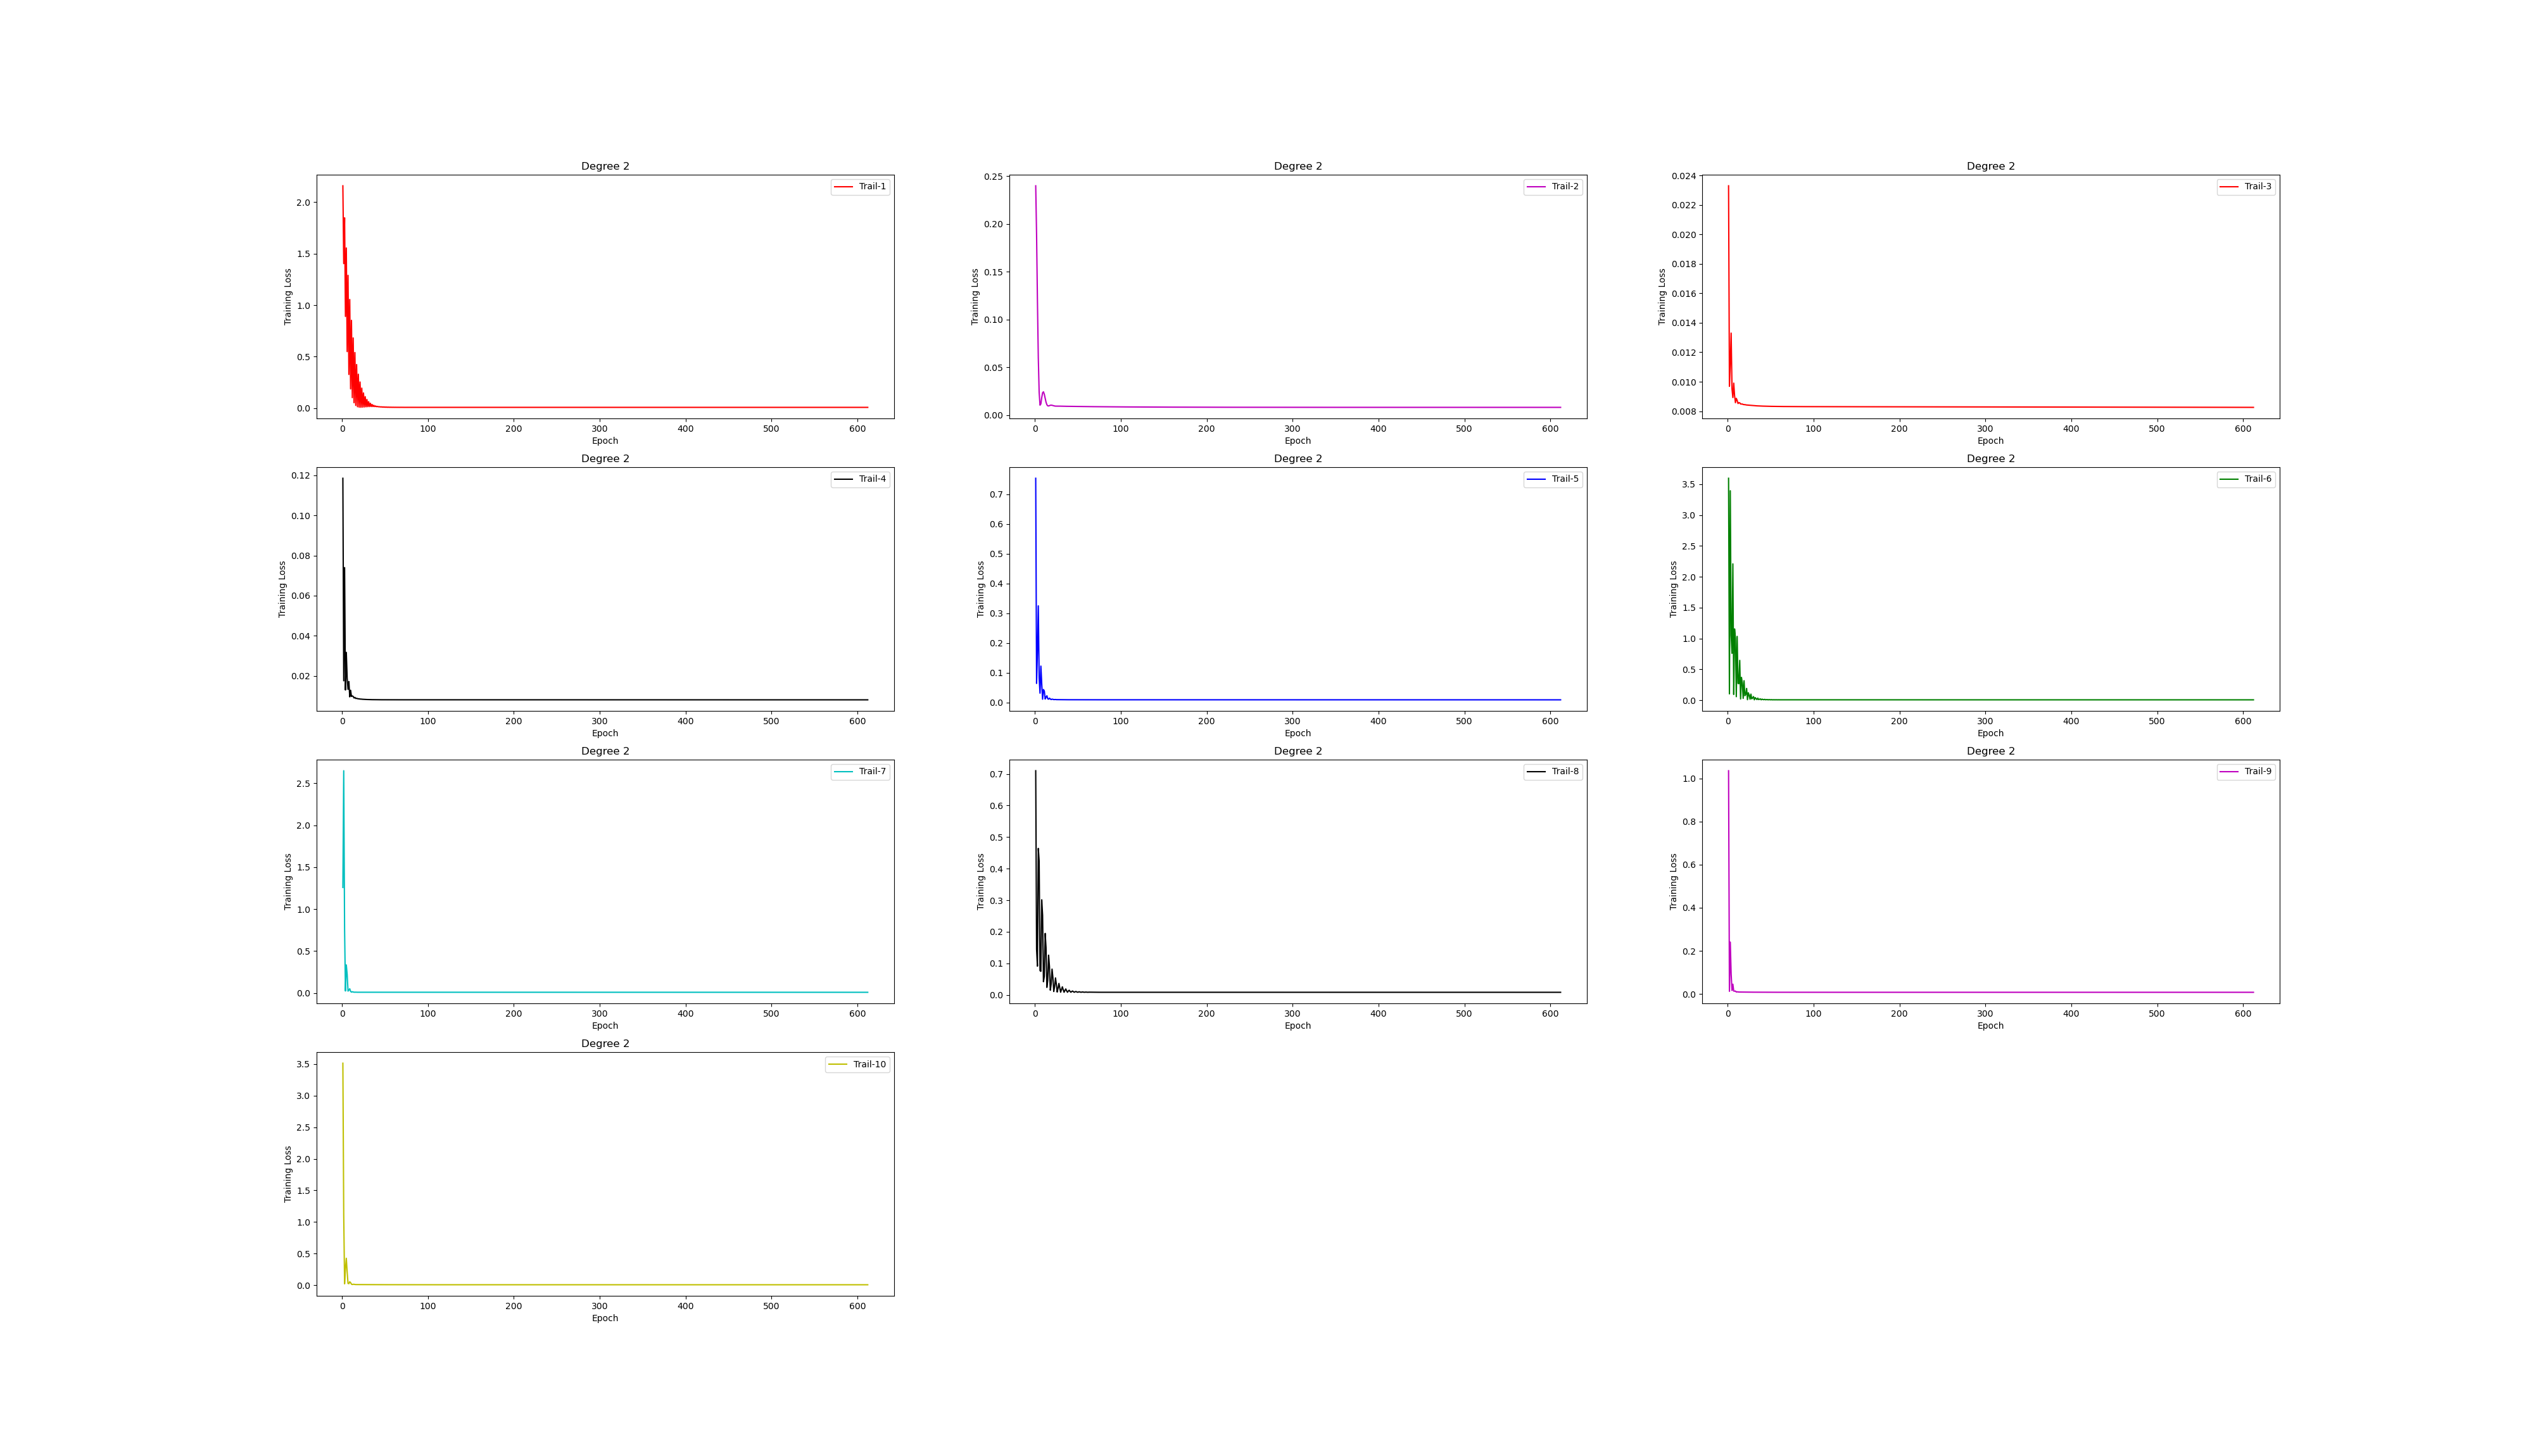 Degree 2
Trail-1
2.0
1.5
1.0
0.5
0.0
Training Loss
0 100 200 300 400 500 600
Epoch
Degree 2
Trail-2
0.25
0.20
0.15
0.10
0.05
0.00
Training Loss
0 100 200 300 400 500 600
Epoch
Degree 2
Trail-3
0.024
0.022
0.020
0.018
0.016
0.014
0.012
0.010
0.008
Training Loss
0 100 200 300 400 500 600
Epoch
Degree 2
Trail-4
0.12
0.10
0.08
0.06
0.04
0.02
Training Loss
0 100 200 300 400 500 600
Epoch
Degree 2
Trail-5
0.7
0.6
0.5
0.4
0.3
0.2
0.1
0.0
Training Loss
0 100 200 300 400 500 600
Epoch
Degree 2
Trail-6
3.5
3.0
2.5
2.0
1.5
1.0
0.5
0.0
Training Loss
0 100 200 300 400 500 600
Epoch
Degree 2
Trail-7
2.5
2.0
1.5
1.0
0.5
0.0
Training Loss
0 100 200 300 400 500 600
Epoch
Degree 2
Trail-8
0.7
0.6
0.5
0.4
0.3
0.2
0.1
0.0
Training Loss
0 100 200 300 400 500 600
Epoch
Degree 2
Trail-9
1.0
0.8
0.6
0.4
0.2
0.0
Training Loss
0 100 200 300 400 500 600
Epoch
Degree 2
Trail-10
3.5
3.0
2.5
2.0
1.5
1.0
0.5
0.0
Training Loss
0 100 200 300 400 500 600
Epoch